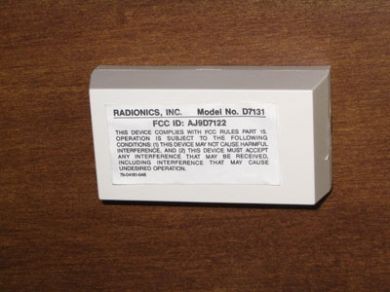 RADIONICS, INC. Model No. D7131
FCC ID: AJ9D7122
THIS DEVICE COMPLIES WITH FCC RULES PART 15.
OPERATION IS SUBJECT TO THE FOLLOWING
CONDITIONS: (1) THIS DEVICE MAY NOT CAUSE HARMFUL
INTERFERENCE, AND (2) THIS DEVICE MUST ACCEPT
ANY INTERFERENCE THAT MAY BE RECEIVED,
INCLUDING INTERFERENCE THAT MAY CAUSE
UNDESIRED OPERATION.